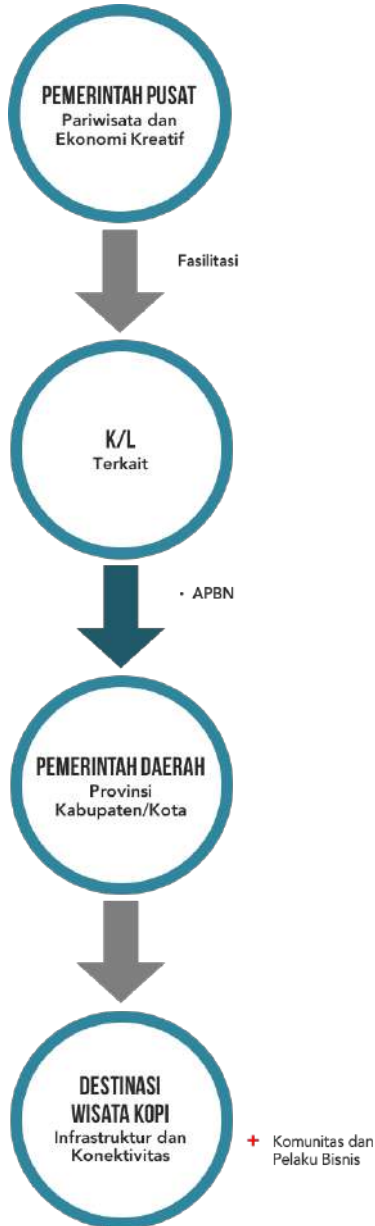 PEMERINTAH PUSAT
Pariwisata dan
Ekonomi Kreatif
Fasilitasi
K/L
Terkait
• APBN
PEMERINTAH DAERAH
Provinsi
Kabupaten/Kota
DESTINASI
WISATA KOPI
Infrastruktur dan
Konektivitas
+ Komunitas dan
Pelaku Bisnis